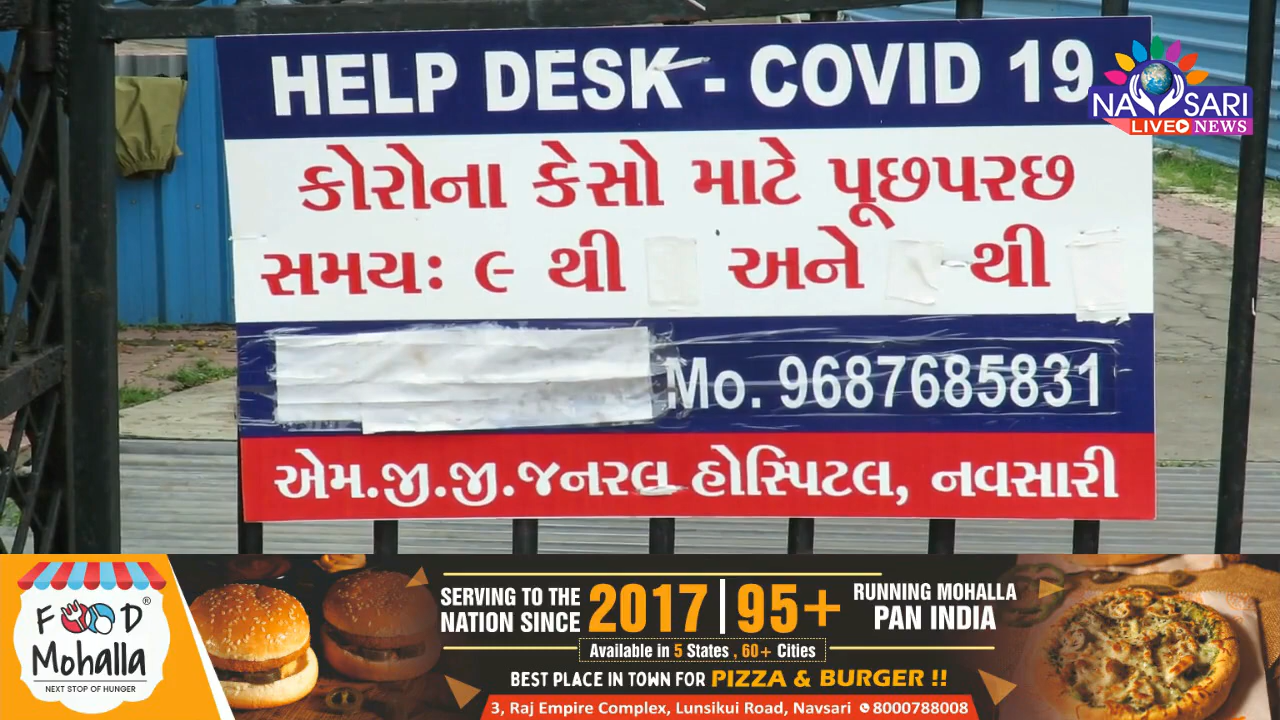 HELP DESK - COVID 19
NAVSARI
LIVE NEWS
કોરોના કેસો માટે પૂછપરછ
સમયઃ ૯ થી અને થી
Mo. 9687685831
એમ.જી.જી.જનરલ હોસ્પિટલ, નવસારી
FOOD®
Mohalla
NEXT STOP OF HUNGER
SERVING TO THE
NATION SINCE
2017 | 95+
RUNNING MOHALLA
PAN INDIA
Available in 5 States , 60+ Cities
BEST PLACE IN TOWN FOR PIZZA & BURGER !!
3, Raj Empire Complex, Lunsikui Road, Navsari 8000788008